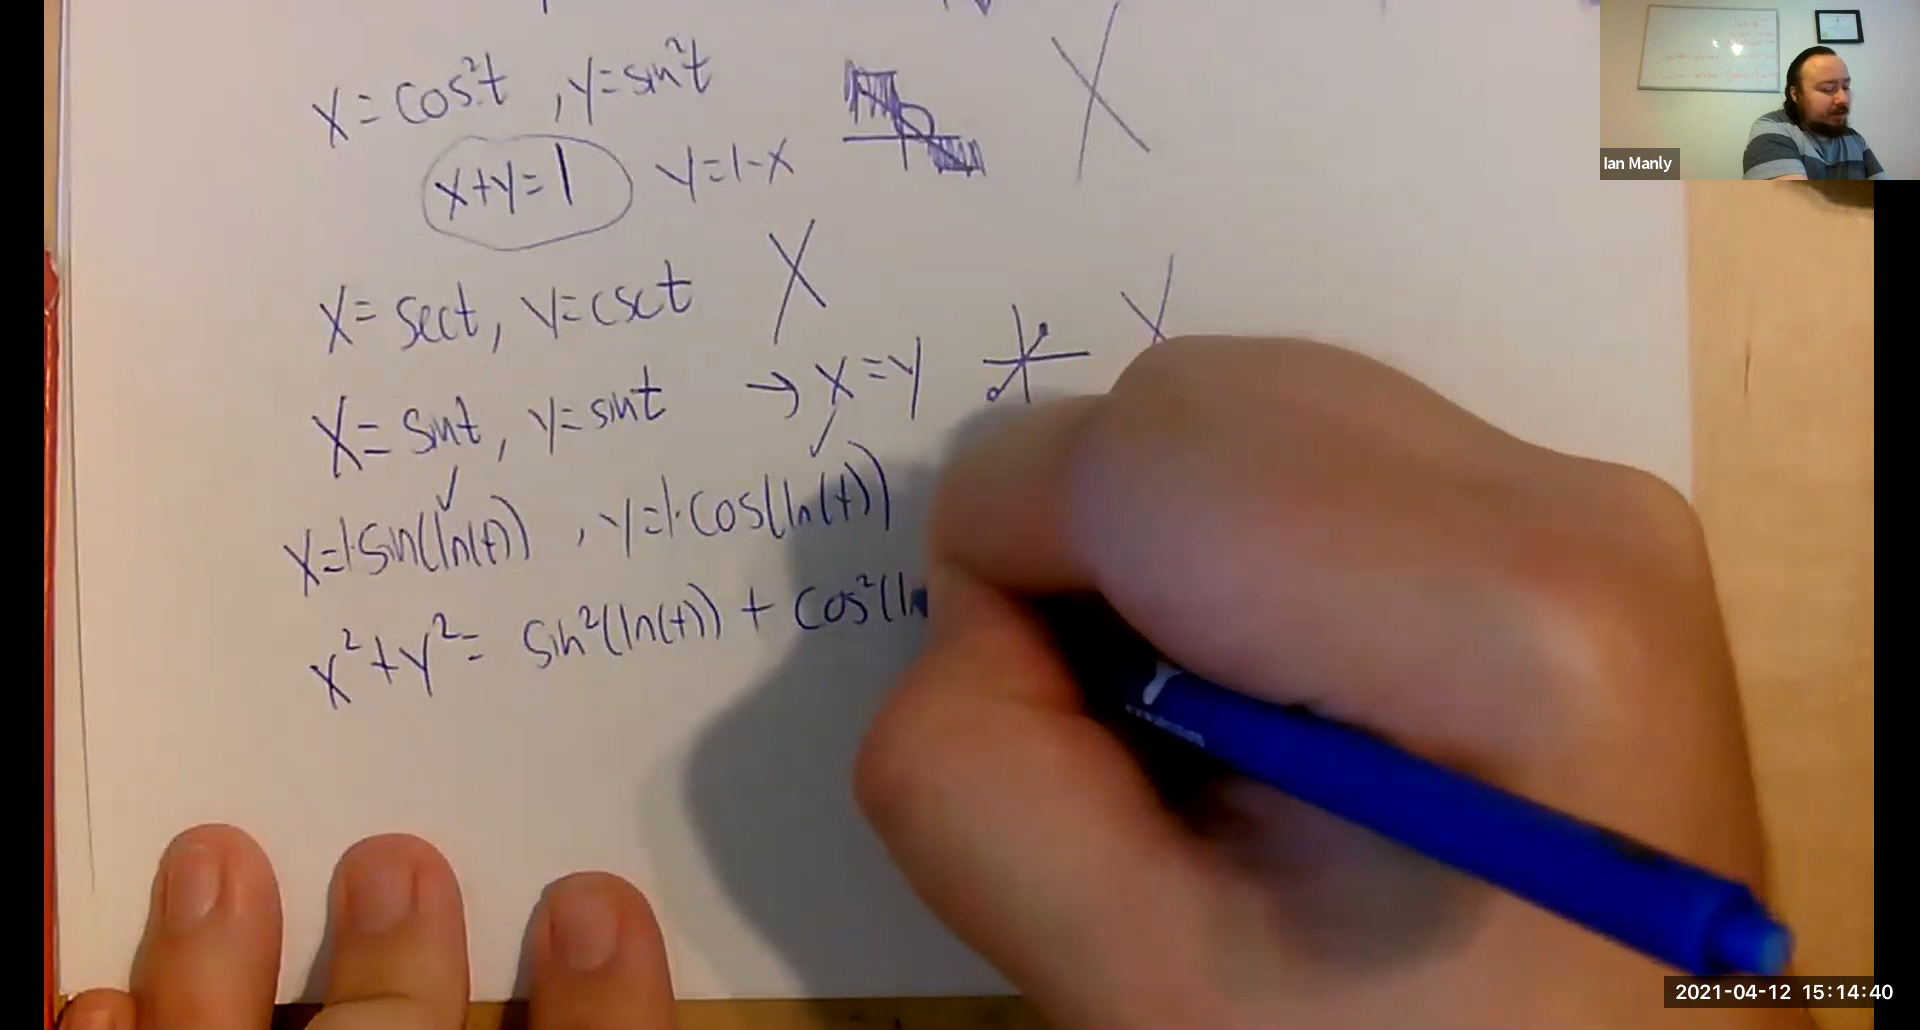 x = cos²t , y = sin²t
x+y=1 y=1-x
x = sect, y = csct
x = sint, y = sint → x = y
x=1·sin(ln(t)) , y=1·cos(ln(t))
x²+y²= sin²(ln(t)) + cos²(ln
Ian Manly
2021-04-12 15:14:40